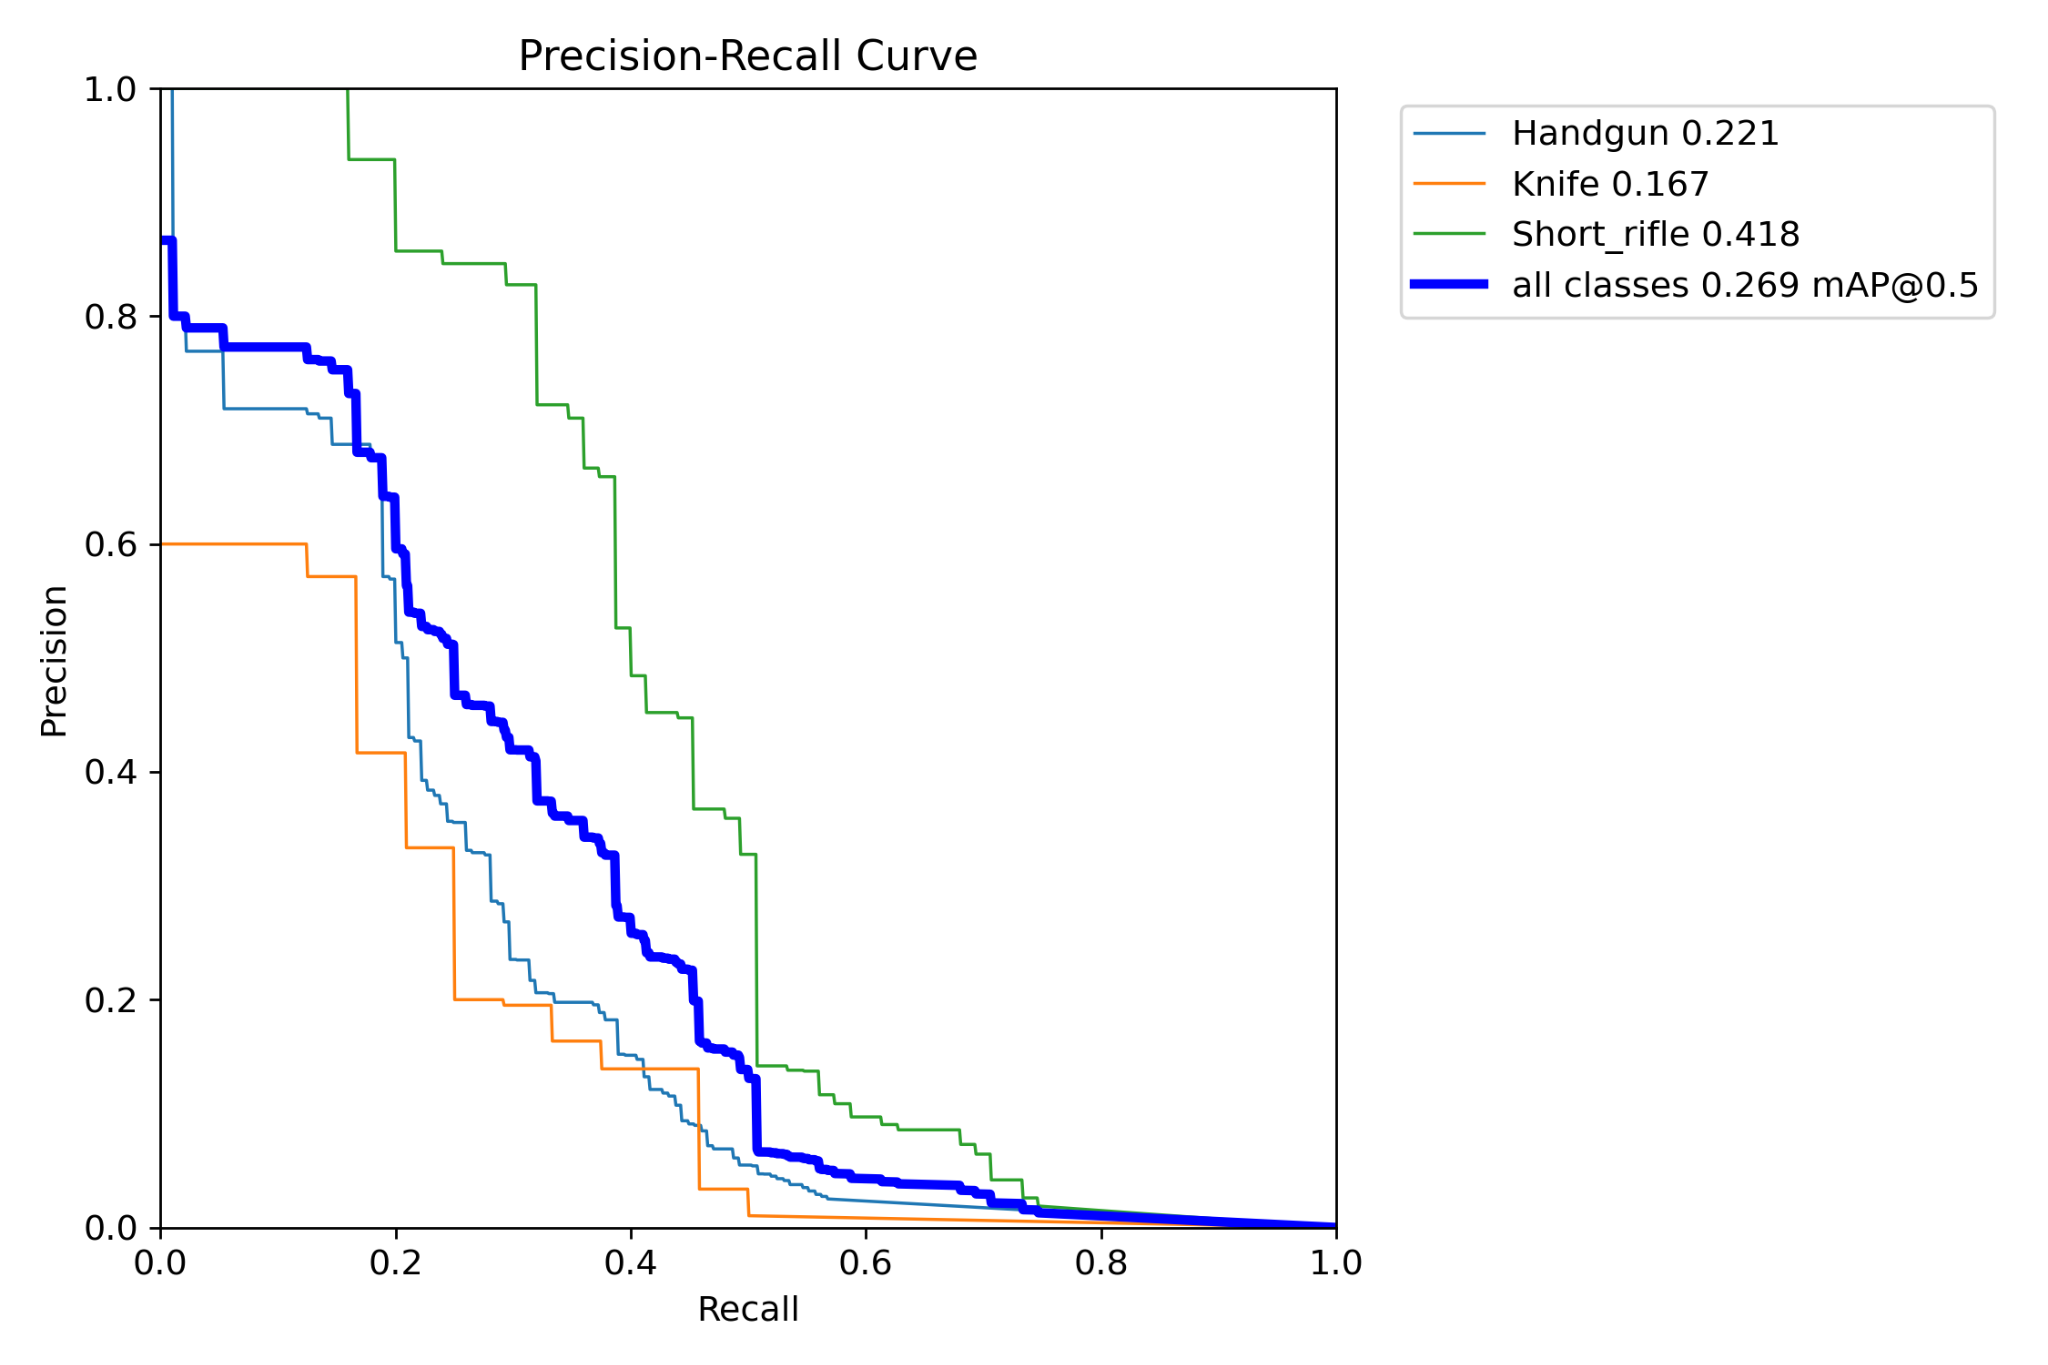 Precision-Recall Curve
1.0
0.8
0.6
0.4
0.2
0.0
Precision
0.0 0.2 0.4 0.6 0.8 1.0
Recall
Handgun 0.221
Knife 0.167
Short_rifle 0.418
all classes 0.269 mAP@0.5